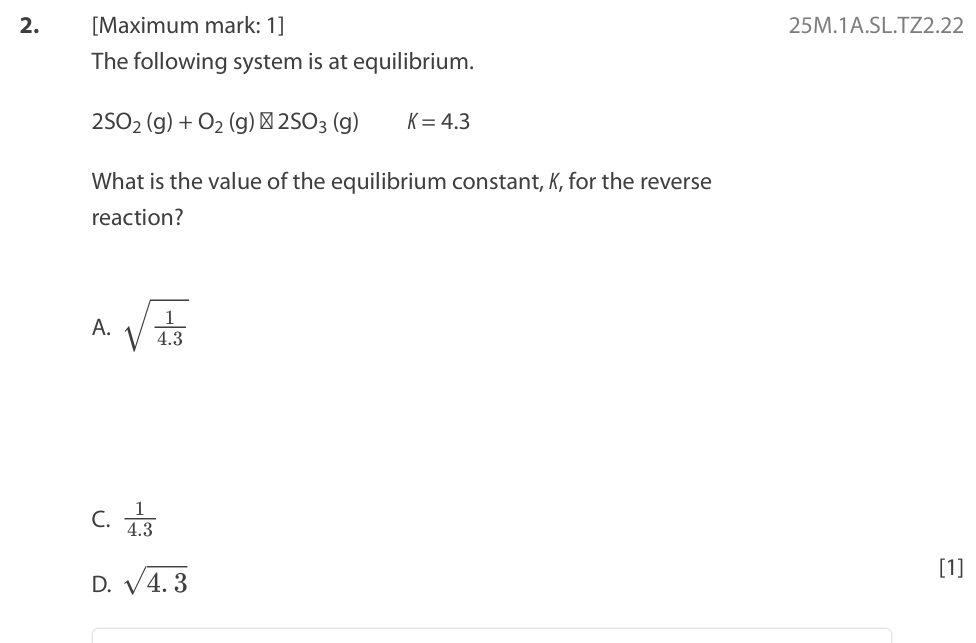 2. [Maximum mark: 1] 25M.1A.SL.TZ2.22
The following system is at equilibrium.
2SO₂ (g) + O₂ (g) ⍰ 2SO₃ (g) K = 4.3
What is the value of the equilibrium constant, K, for the reverse
reaction?
A. √(1/4.3)
C. 1/4.3
D. √4.3
[1]